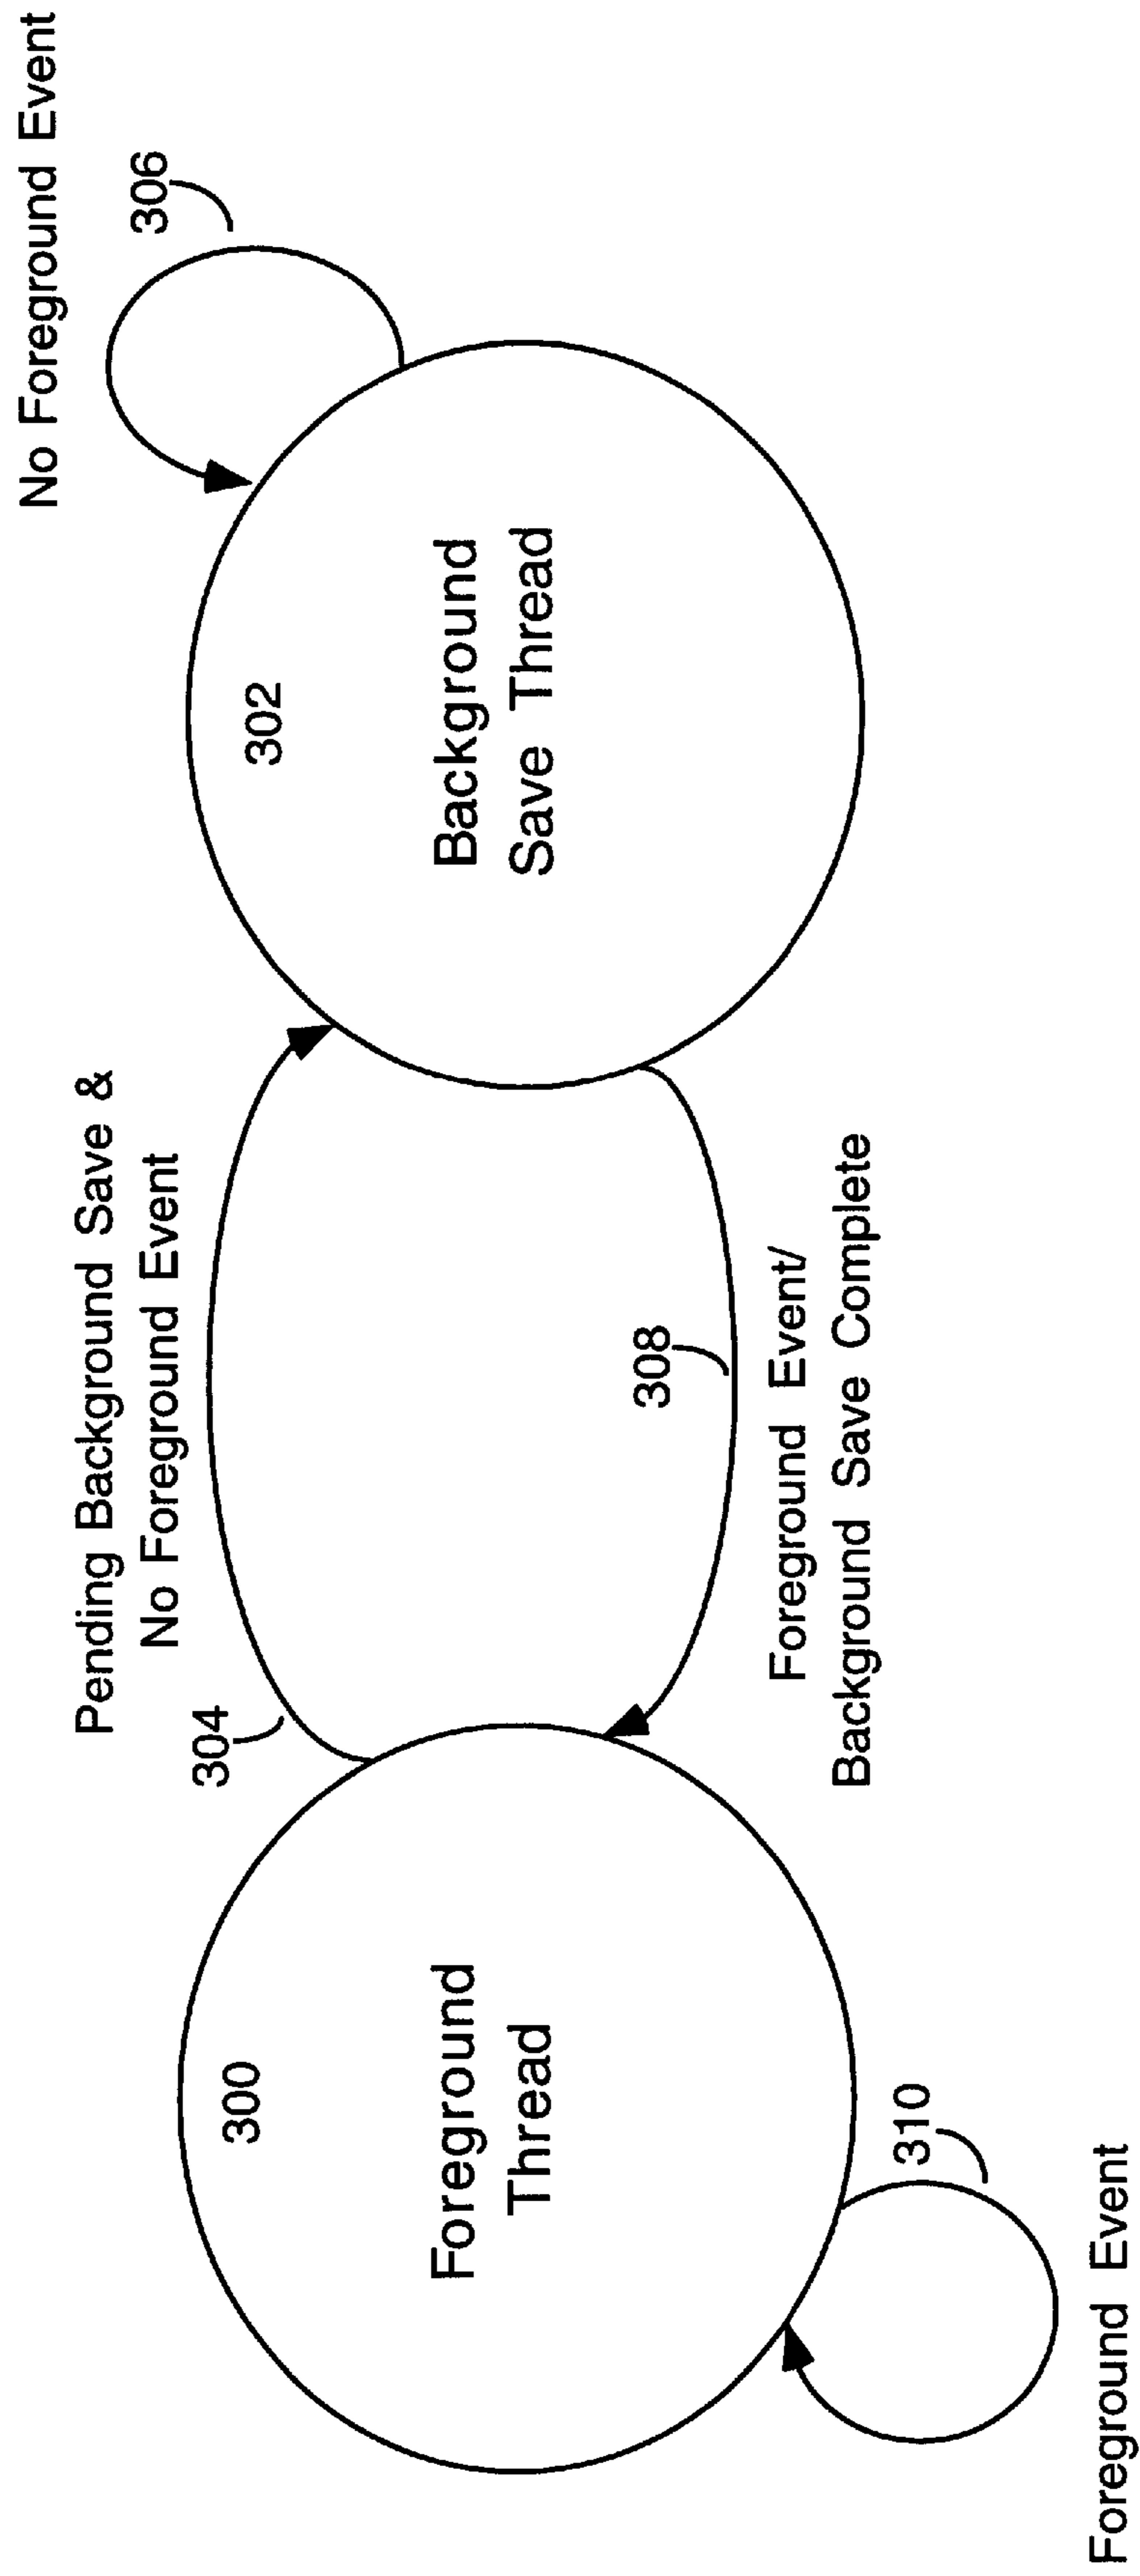 No Foreground Event
306
Pending Background Save &
No Foreground Event
304
302
Background
Save Thread
300
Foreground
Thread
308
Foreground Event/
Background Save Complete
310
Foreground Event